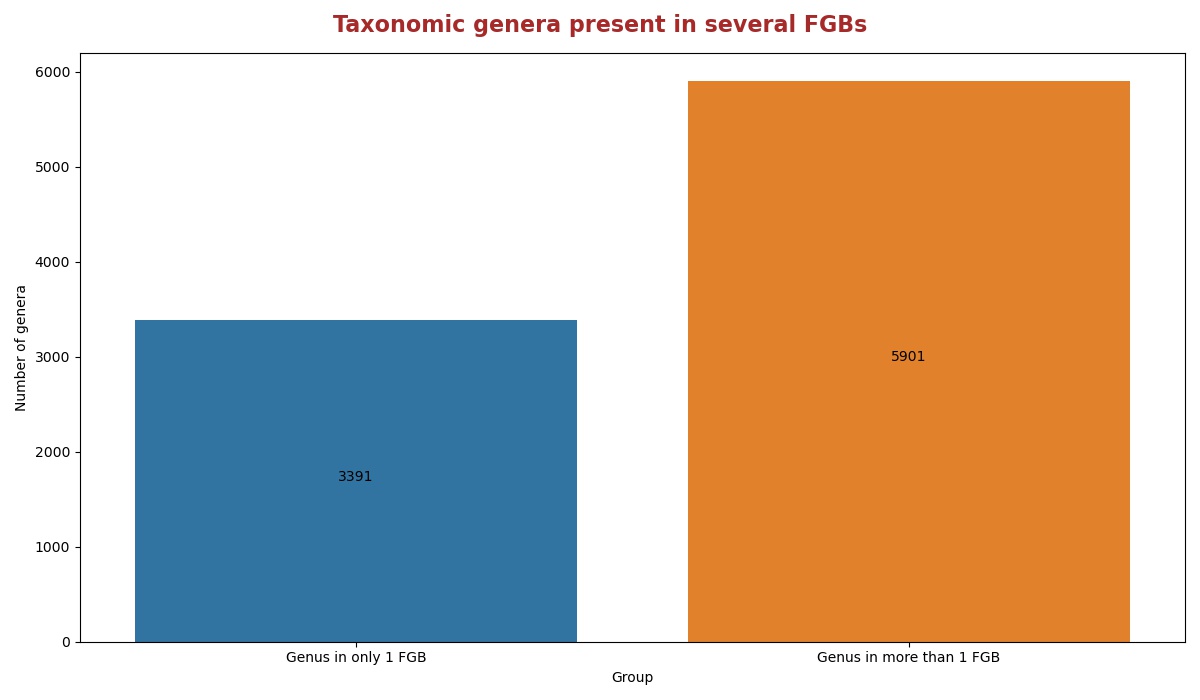 Taxonomic genera present in several FGBs
6000
5000
4000
3000
2000
1000
0
Number of genera
3391
5901
Genus in only 1 FGB
Genus in more than 1 FGB
Group